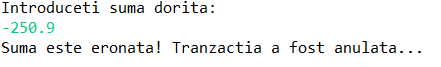 Introduceti suma dorita:
-250.9
Suma este eronata! Tranzactia a fost anulata...